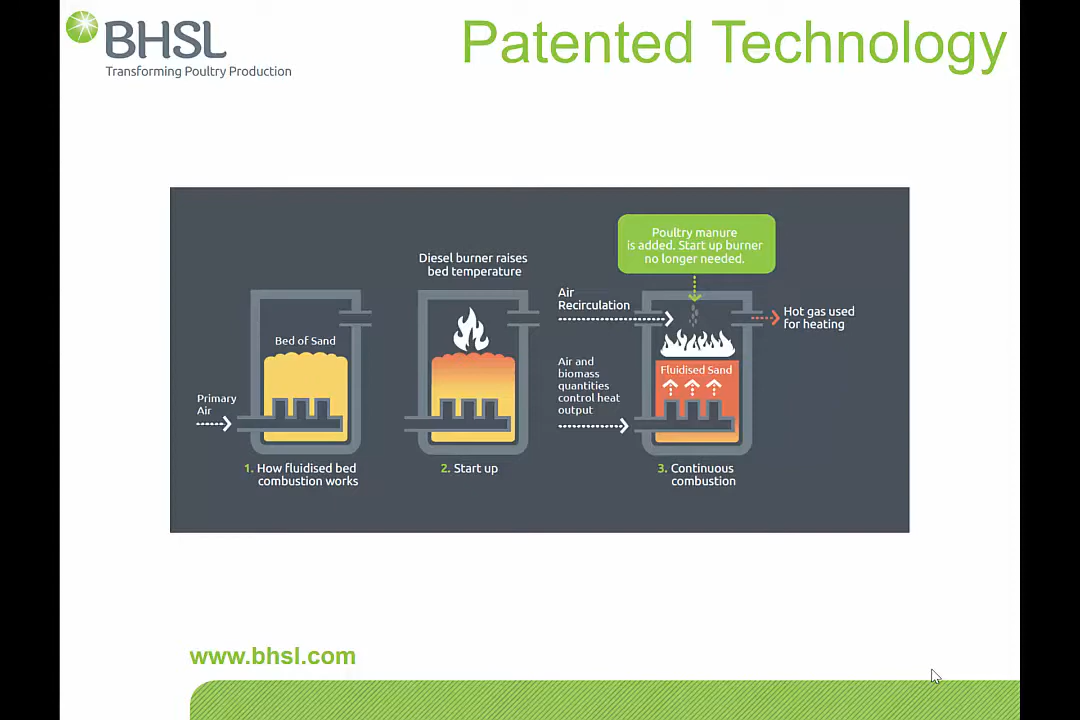 BHSL
Transforming Poultry Production
Patented Technology
Poultry manure
is added. Start up burner
no longer needed.
Diesel burner raises
bed temperature
Air
Recirculation
Hot gas used
for heating
Bed of Sand
Air and
biomass
quantities
control heat
output
Fluidised Sand
Primary
Air
1. How fluidised bed
combustion works
2. Start up
3. Continuous
combustion
www.bhsl.com